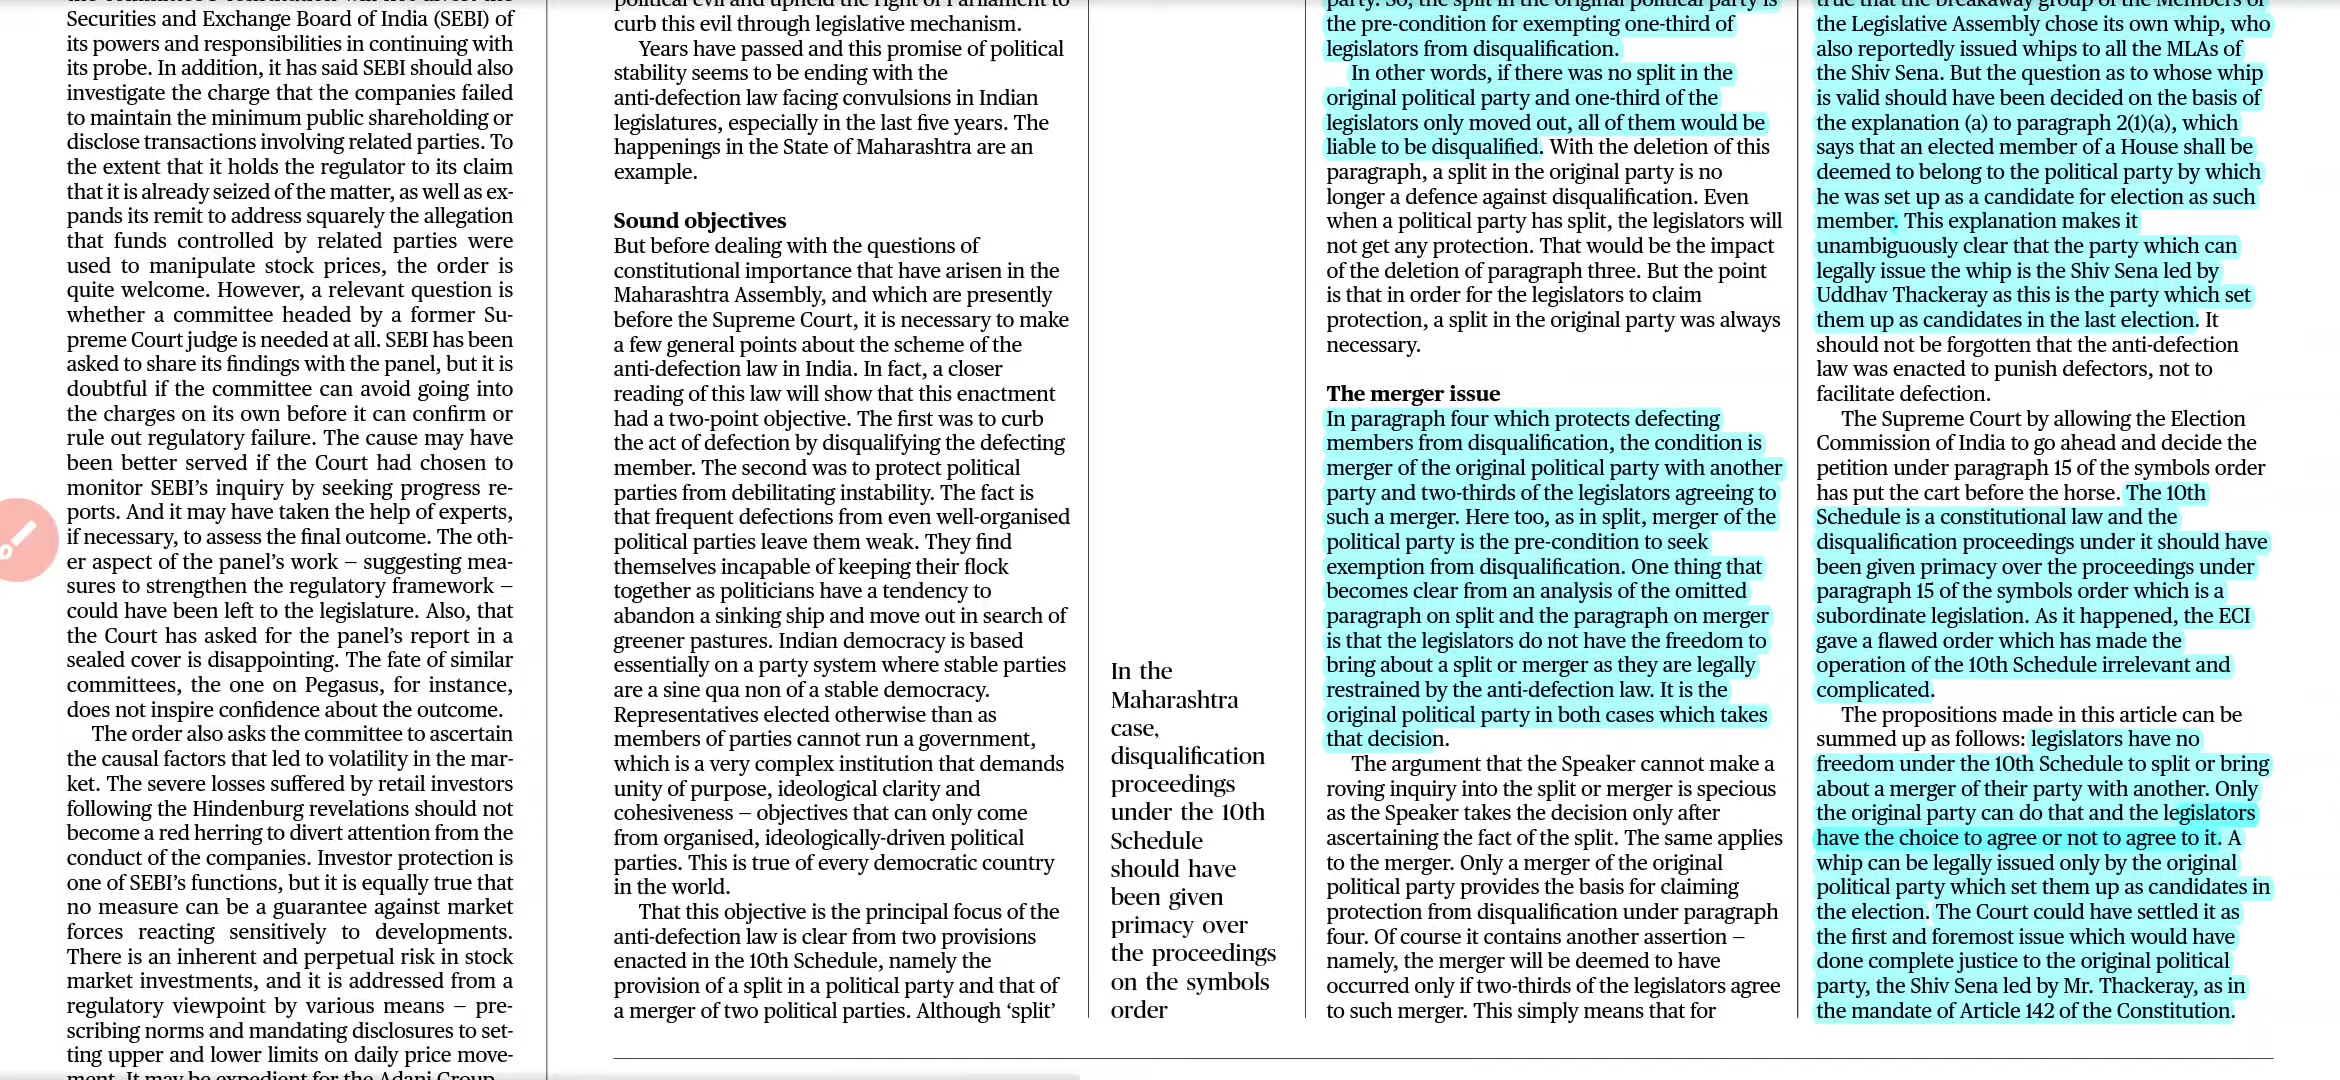 Securities and Exchange Board of India (SEBI) of
its powers and responsibilities in continuing with
its probe. In addition, it has said SEBI should also
investigate the charge that the companies failed
to maintain the minimum public shareholding or
disclose transactions involving related parties. To
the extent that it holds the regulator to its claim
that it is already seized of the matter, as well as ex-
pands its remit to address squarely the allegation
that funds controlled by related parties were
used to manipulate stock prices, the order is
quite welcome. However, a relevant question is
whether a committee headed by a former Su-
preme Court judge is needed at all. SEBI has been
asked to share its findings with the panel, but it is
doubtful if the committee can avoid going into
the charges on its own before it can confirm or
rule out regulatory failure. The cause may have
been better served if the Court had chosen to
monitor SEBI’s inquiry by seeking progress re-
ports. And it may have taken the help of experts,
if necessary, to assess the final outcome. The oth-
er aspect of the panel’s work – suggesting mea-
sures to strengthen the regulatory framework –
could have been left to the legislature. Also, that
the Court has asked for the panel’s report in a
sealed cover is disappointing. The fate of similar
committees, the one on Pegasus, for instance,
does not inspire confidence about the outcome.
The order also asks the committee to ascertain
the causal factors that led to volatility in the mar-
ket. The severe losses suffered by retail investors
following the Hindenburg revelations should not
become a red herring to divert attention from the
conduct of the companies. Investor protection is
one of SEBI’s functions, but it is equally true that
no measure can be a guarantee against market
forces reacting sensitively to developments.
There is an inherent and perpetual risk in stock
market investments, and it is addressed from a
regulatory viewpoint by various means – pre-
scribing norms and mandating disclosures to set-
ting upper and lower limits on daily price move-
ment. It may be expedient for the Adani Group
political evil and uphold the right of Parliament to
curb this evil through legislative mechanism.
Years have passed and this promise of political
stability seems to be ending with the
anti-defection law facing convulsions in Indian
legislatures, especially in the last five years. The
happenings in the State of Maharashtra are an
example.
Sound objectives
But before dealing with the questions of
constitutional importance that have arisen in the
Maharashtra Assembly, and which are presently
before the Supreme Court, it is necessary to make
a few general points about the scheme of the
anti-defection law in India. In fact, a closer
reading of this law will show that this enactment
had a two-point objective. The first was to curb
the act of defection by disqualifying the defecting
member. The second was to protect political
parties from debilitating instability. The fact is
that frequent defections from even well-organised
political parties leave them weak. They find
themselves incapable of keeping their flock
together as politicians have a tendency to
abandon a sinking ship and move out in search of
greener pastures. Indian democracy is based
essentially on a party system where stable parties
are a sine qua non of a stable democracy.
Representatives elected otherwise than as
members of parties cannot run a government,
which is a very complex institution that demands
unity of purpose, ideological clarity and
cohesiveness – objectives that can only come
from organised, ideologically-driven political
parties. This is true of every democratic country
in the world.
That this objective is the principal focus of the
anti-defection law is clear from two provisions
enacted in the 10th Schedule, namely the
provision of a split in a political party and that of
a merger of two political parties. Although ‘split’
In the
Maharashtra
case,
disqualification
proceedings
under the 10th
Schedule
should have
been given
primacy over
the proceedings
on the symbols
order
party. So, the split in the original political party is
the pre-condition for exempting one-third of
legislators from disqualification.
In other words, if there was no split in the
original political party and one-third of the
legislators only moved out, all of them would be
liable to be disqualified. With the deletion of this
paragraph, a split in the original party is no
longer a defence against disqualification. Even
when a political party has split, the legislators will
not get any protection. That would be the impact
of the deletion of paragraph three. But the point
is that in order for the legislators to claim
protection, a split in the original party was always
necessary.
The merger issue
In paragraph four which protects defecting
members from disqualification, the condition is
merger of the original political party with another
party and two-thirds of the legislators agreeing to
such a merger. Here too, as in split, merger of the
political party is the pre-condition to seek
exemption from disqualification. One thing that
becomes clear from an analysis of the omitted
paragraph on split and the paragraph on merger
is that the legislators do not have the freedom to
bring about a split or merger as they are legally
restrained by the anti-defection law. It is the
original political party in both cases which takes
that decision.
The argument that the Speaker cannot make a
roving inquiry into the split or merger is specious
as the Speaker takes the decision only after
ascertaining the fact of the split. The same applies
to the merger. Only a merger of the original
political party provides the basis for claiming
protection from disqualification under paragraph
four. Of course it contains another assertion –
namely, the merger will be deemed to have
occurred only if two-thirds of the legislators agree
to such merger. This simply means that for
true that the breakaway group of the Members of
the Legislative Assembly chose its own whip, who
also reportedly issued whips to all the MLAs of
the Shiv Sena. But the question as to whose whip
is valid should have been decided on the basis of
the explanation (a) to paragraph 2(1)(a), which
says that an elected member of a House shall be
deemed to belong to the political party by which
he was set up as a candidate for election as such
member. This explanation makes it
unambiguously clear that the party which can
legally issue the whip is the Shiv Sena led by
Uddhav Thackeray as this is the party which set
them up as candidates in the last election. It
should not be forgotten that the anti-defection
law was enacted to punish defectors, not to
facilitate defection.
The Supreme Court by allowing the Election
Commission of India to go ahead and decide the
petition under paragraph 15 of the symbols order
has put the cart before the horse. The 10th
Schedule is a constitutional law and the
disqualification proceedings under it should have
been given primacy over the proceedings under
paragraph 15 of the symbols order which is a
subordinate legislation. As it happened, the ECI
gave a flawed order which has made the
operation of the 10th Schedule irrelevant and
complicated.
The propositions made in this article can be
summed up as follows: legislators have no
freedom under the 10th Schedule to split or bring
about a merger of their party with another. Only
the original party can do that and the legislators
have the choice to agree or not to agree to it. A
whip can be legally issued only by the original
political party which set them up as candidates in
the election. The Court could have settled it as
the first and foremost issue which would have
done complete justice to the original political
party, the Shiv Sena led by Mr. Thackeray, as in
the mandate of Article 142 of the Constitution.